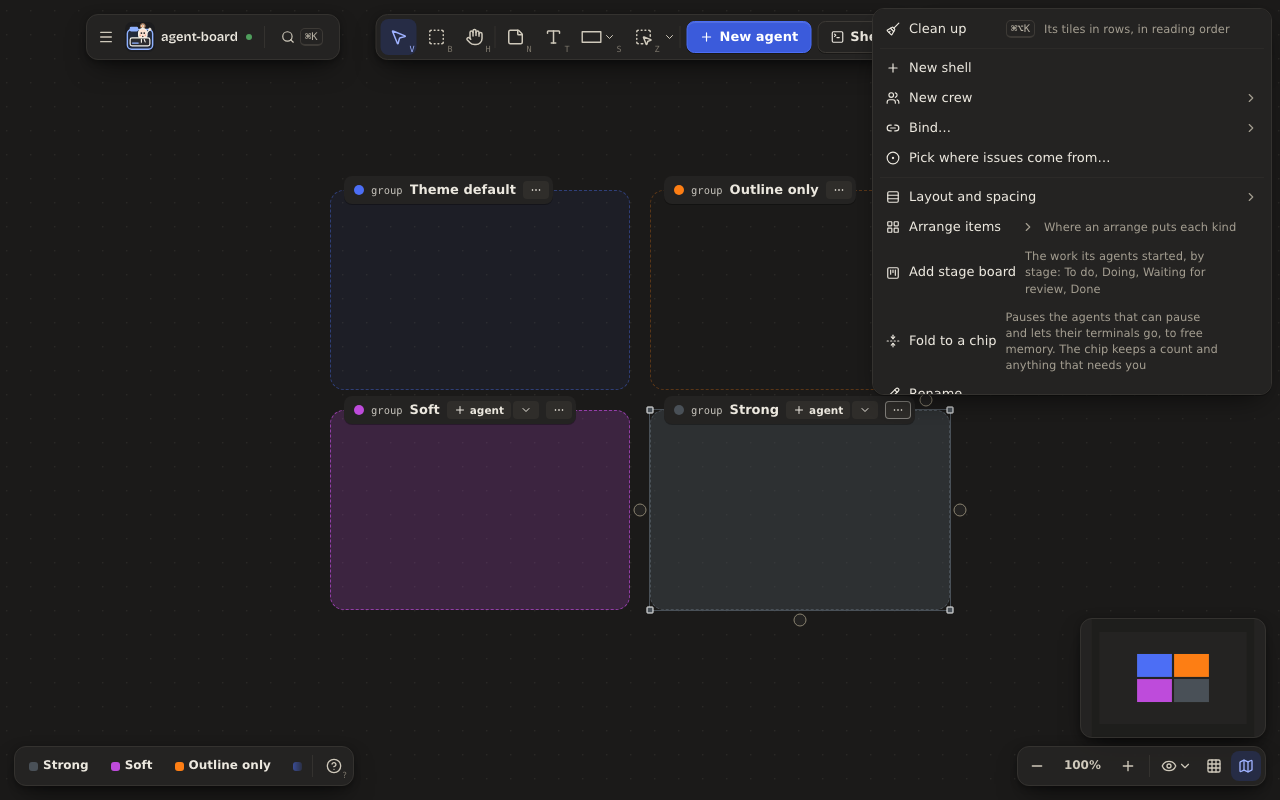 agent-board
⌘K
V
B
H
N
T
S
Z
New agent
Clean up ⌘⌥K Its tiles in rows, in reading order
New shell
New crew
Bind…
Pick where issues come from…
Layout and spacing
Arrange items Where an arrange puts each kind
Add stage board
The work its agents started, by
stage: To do, Doing, Waiting for
review, Done
Fold to a chip
Pauses the agents that can pause
and lets their terminals go, to free
memory. The chip keeps a count and
anything that needs you
Rename
group Theme default ···
group Outline only ···
group Soft + agent ···
group Strong + agent ···
Strong
Soft
Outline only
?
100%